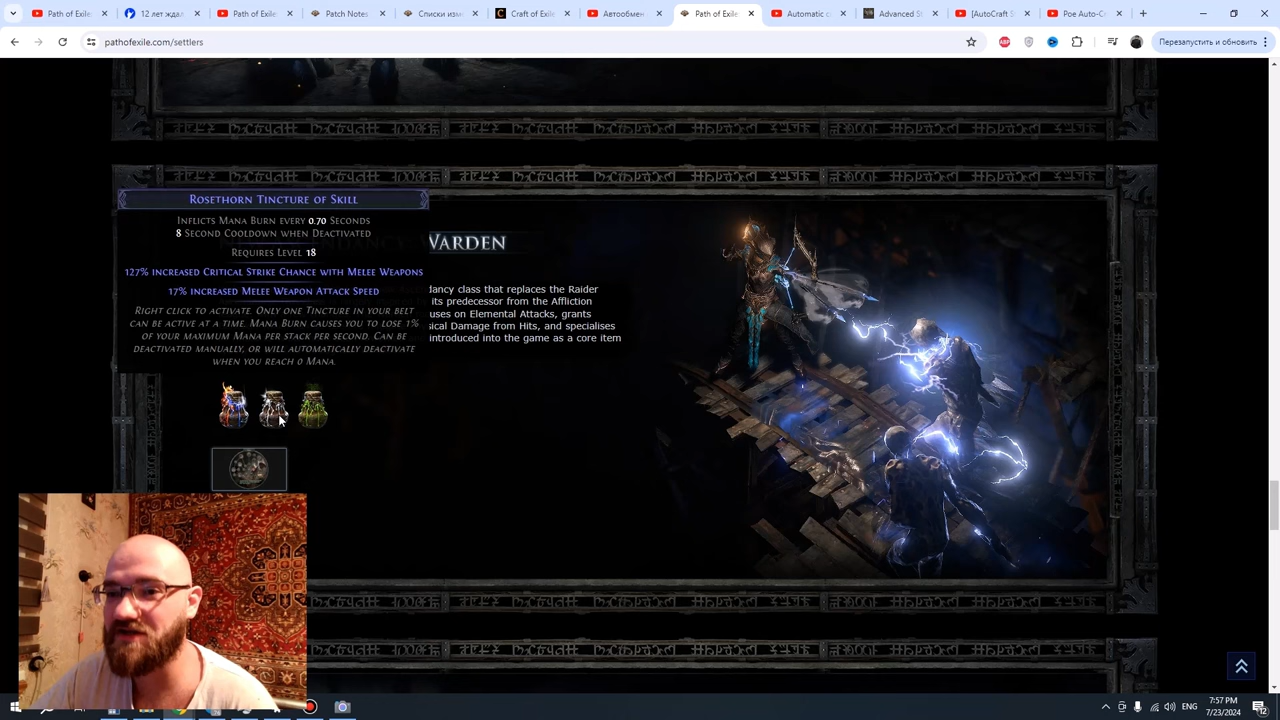 Path of Exile
12 лет ждал
Path of Exile
Patch Notes
Списки изме
Craft of Exile
Автообмен
Path of Exile
Automatic c
Advanced St
[AutoCraft S
Poe Auto-C
pathofexile.com/settlers
Перезапустить и обновить
Rosethorn Tincture of Skill
Inflicts Mana Burn every 0.70 Seconds
8 Second Cooldown when Deactivated
Requires Level 18
127% increased Critical Strike Chance with Melee Weapons
17% increased Melee Weapon Attack Speed
Right click to activate. Only one Tincture in your belt
can be active at a time. Mana Burn causes you to lose 1%
of your maximum Mana per stack per second. Can be
deactivated manually, or will automatically deactivate
when you reach 0 Mana.
Warden
dancy class that replaces the Raider
its predecessor from the Affliction
uses on Elemental Attacks, grants
sical Damage from Hits, and specialises
introduced into the game as a core item
ENG
7:57 PM
7/23/2024
12